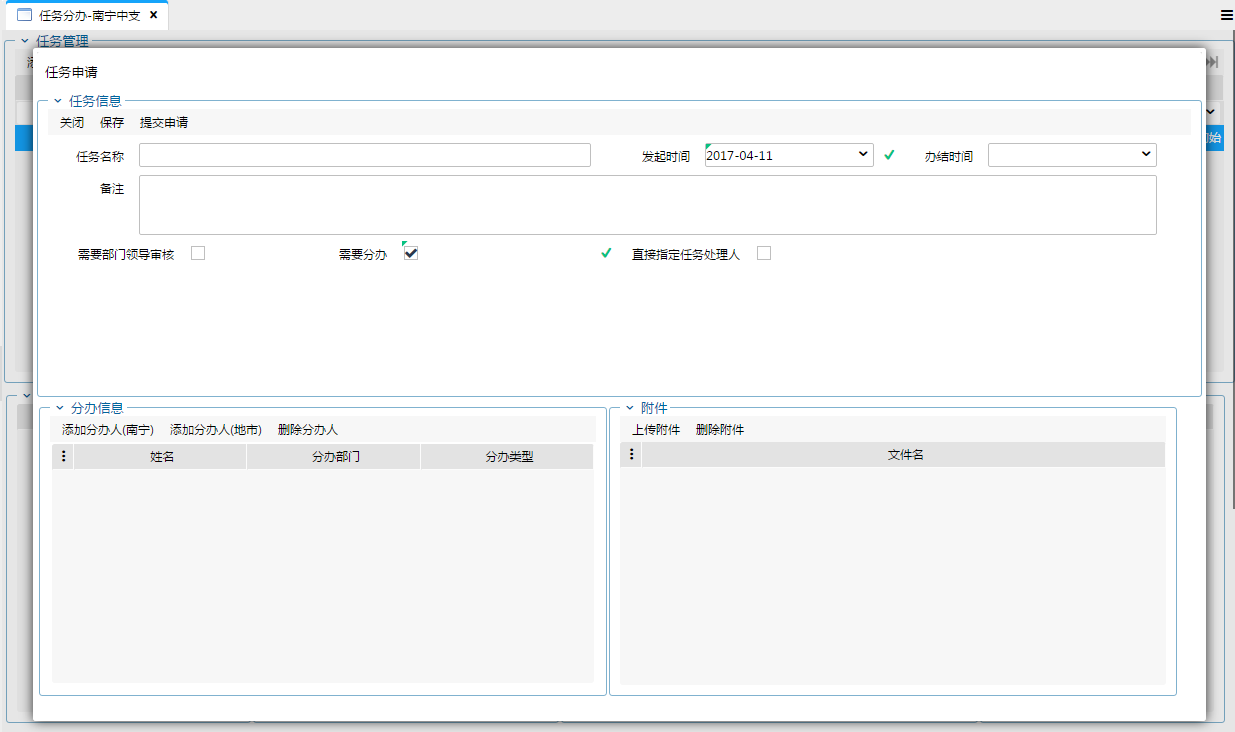 任务分办-南宁中支
任务管理
任务申请
任务信息
关闭 保存 提交申请
任务名称 发起时间 2017-04-11 办结时间
备注
需要部门领导审核 需要分办 直接指定任务处理人
分办信息
添加分办人(南宁) 添加分办人(地市) 删除分办人
姓名 分办部门 分办类型
附件
上传附件 删除附件
文件名